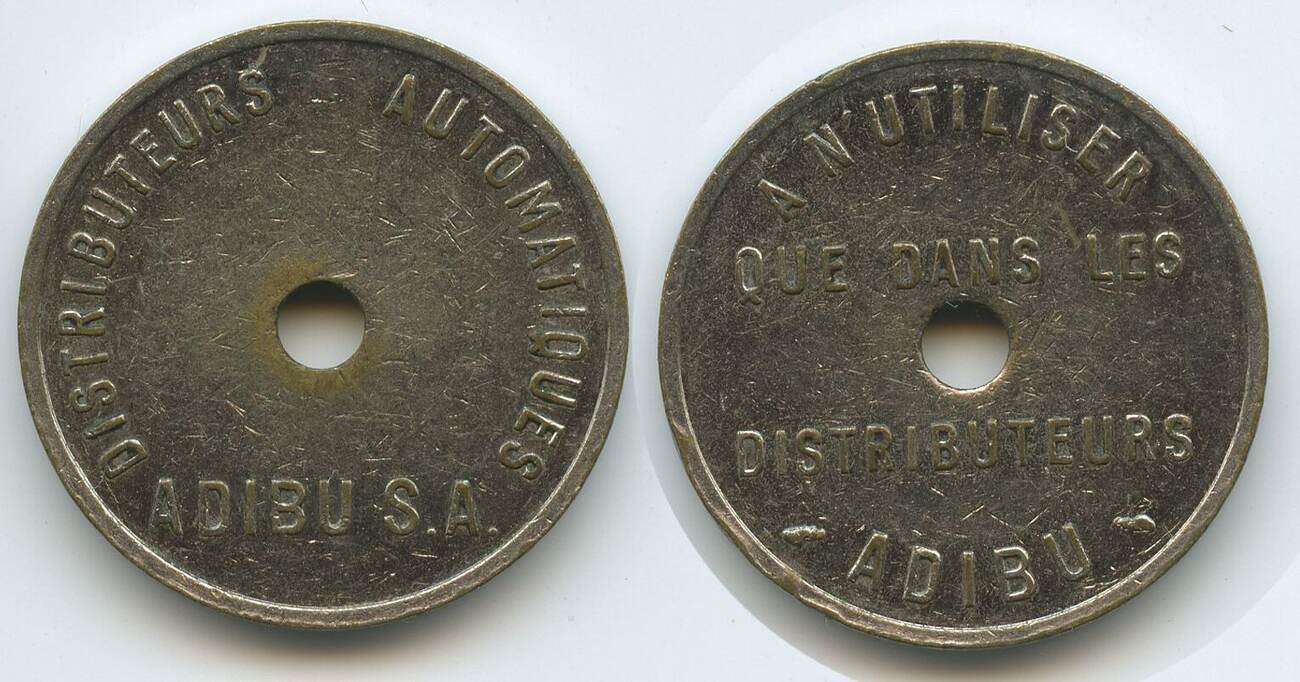 DISTRIBUTEURS AUTOMATIQUES
ADIBU S.A.
A N'UTILISER
QUE DANS LES
DISTRIBUTEURS
- ADIBU -